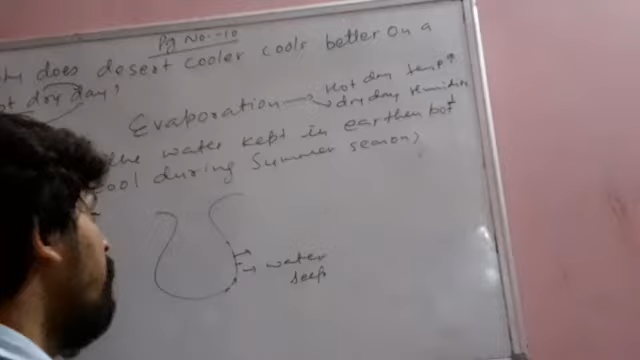 Pg No:-10
does desert cooler cools better on a
dry day?
Evaporation → Hot day temp↑
→ dry day Humidity ↓
the water kept in earthen pot
cool during Summer season?
→ water
seep